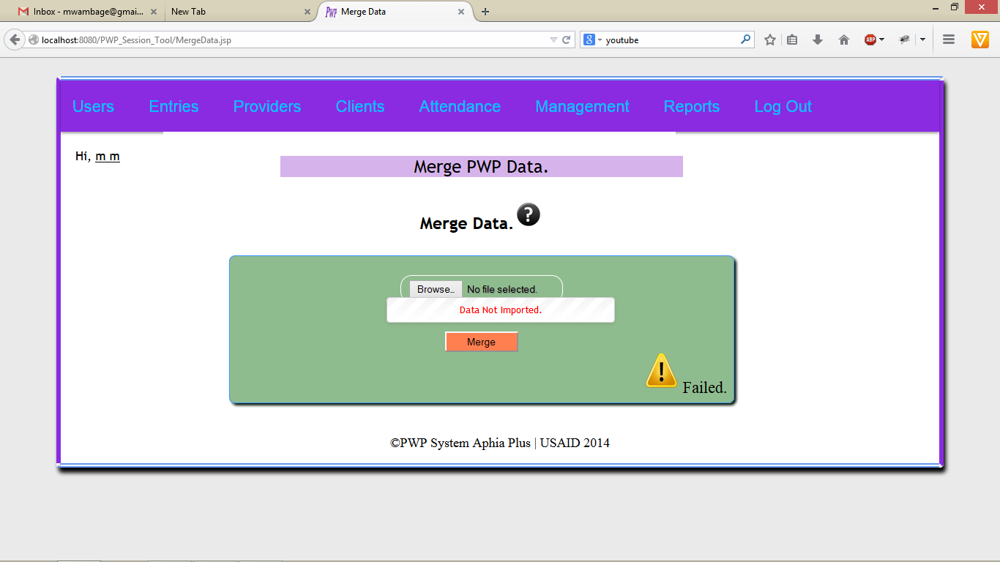 Inbox - mwambage@gmai...
New Tab
PWP Merge Data
localhost:8080/PWP_Session_Tool/MergeData.jsp
8 youtube
ABP
Users Entries Providers Clients Attendance Management Reports Log Out
Hi, m m
Merge PWP Data.
Merge Data. ?
Browse... No file selected.
Data Not Imported.
Merge
! Failed.
©PWP System Aphia Plus | USAID 2014